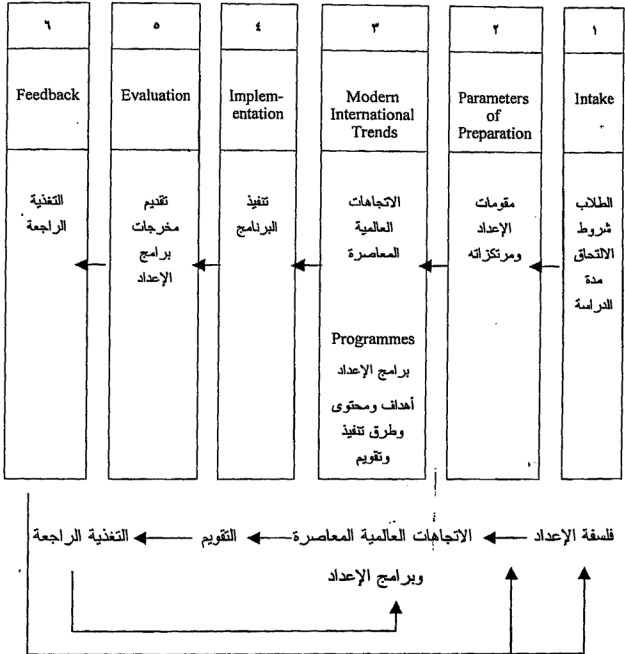 ١
Intake
الطلاب
شروط
الالتحاق
مدة
الدراسة
٢
Parameters
of
Preparation
مقومات
الإعداد
ومرتكزاته
٣
Modern
International
Trends
الاتجاهات
العالمية
المعاصرة
Programmes
برامج الإعداد
أهداف ومحتوى
وطرق تنفيذ
وتقويم
٤
Implem-
entation
تنفيذ
البرنامج
٥
Evaluation
تقديم
مخرجات
برامج
الإعداد
٦
Feedback
التغذية
الراجعة
فلسفة الإعداد الاتجاهات العالمية المعاصرة التقويم التغذية الراجعة
وبرامج الإعداد